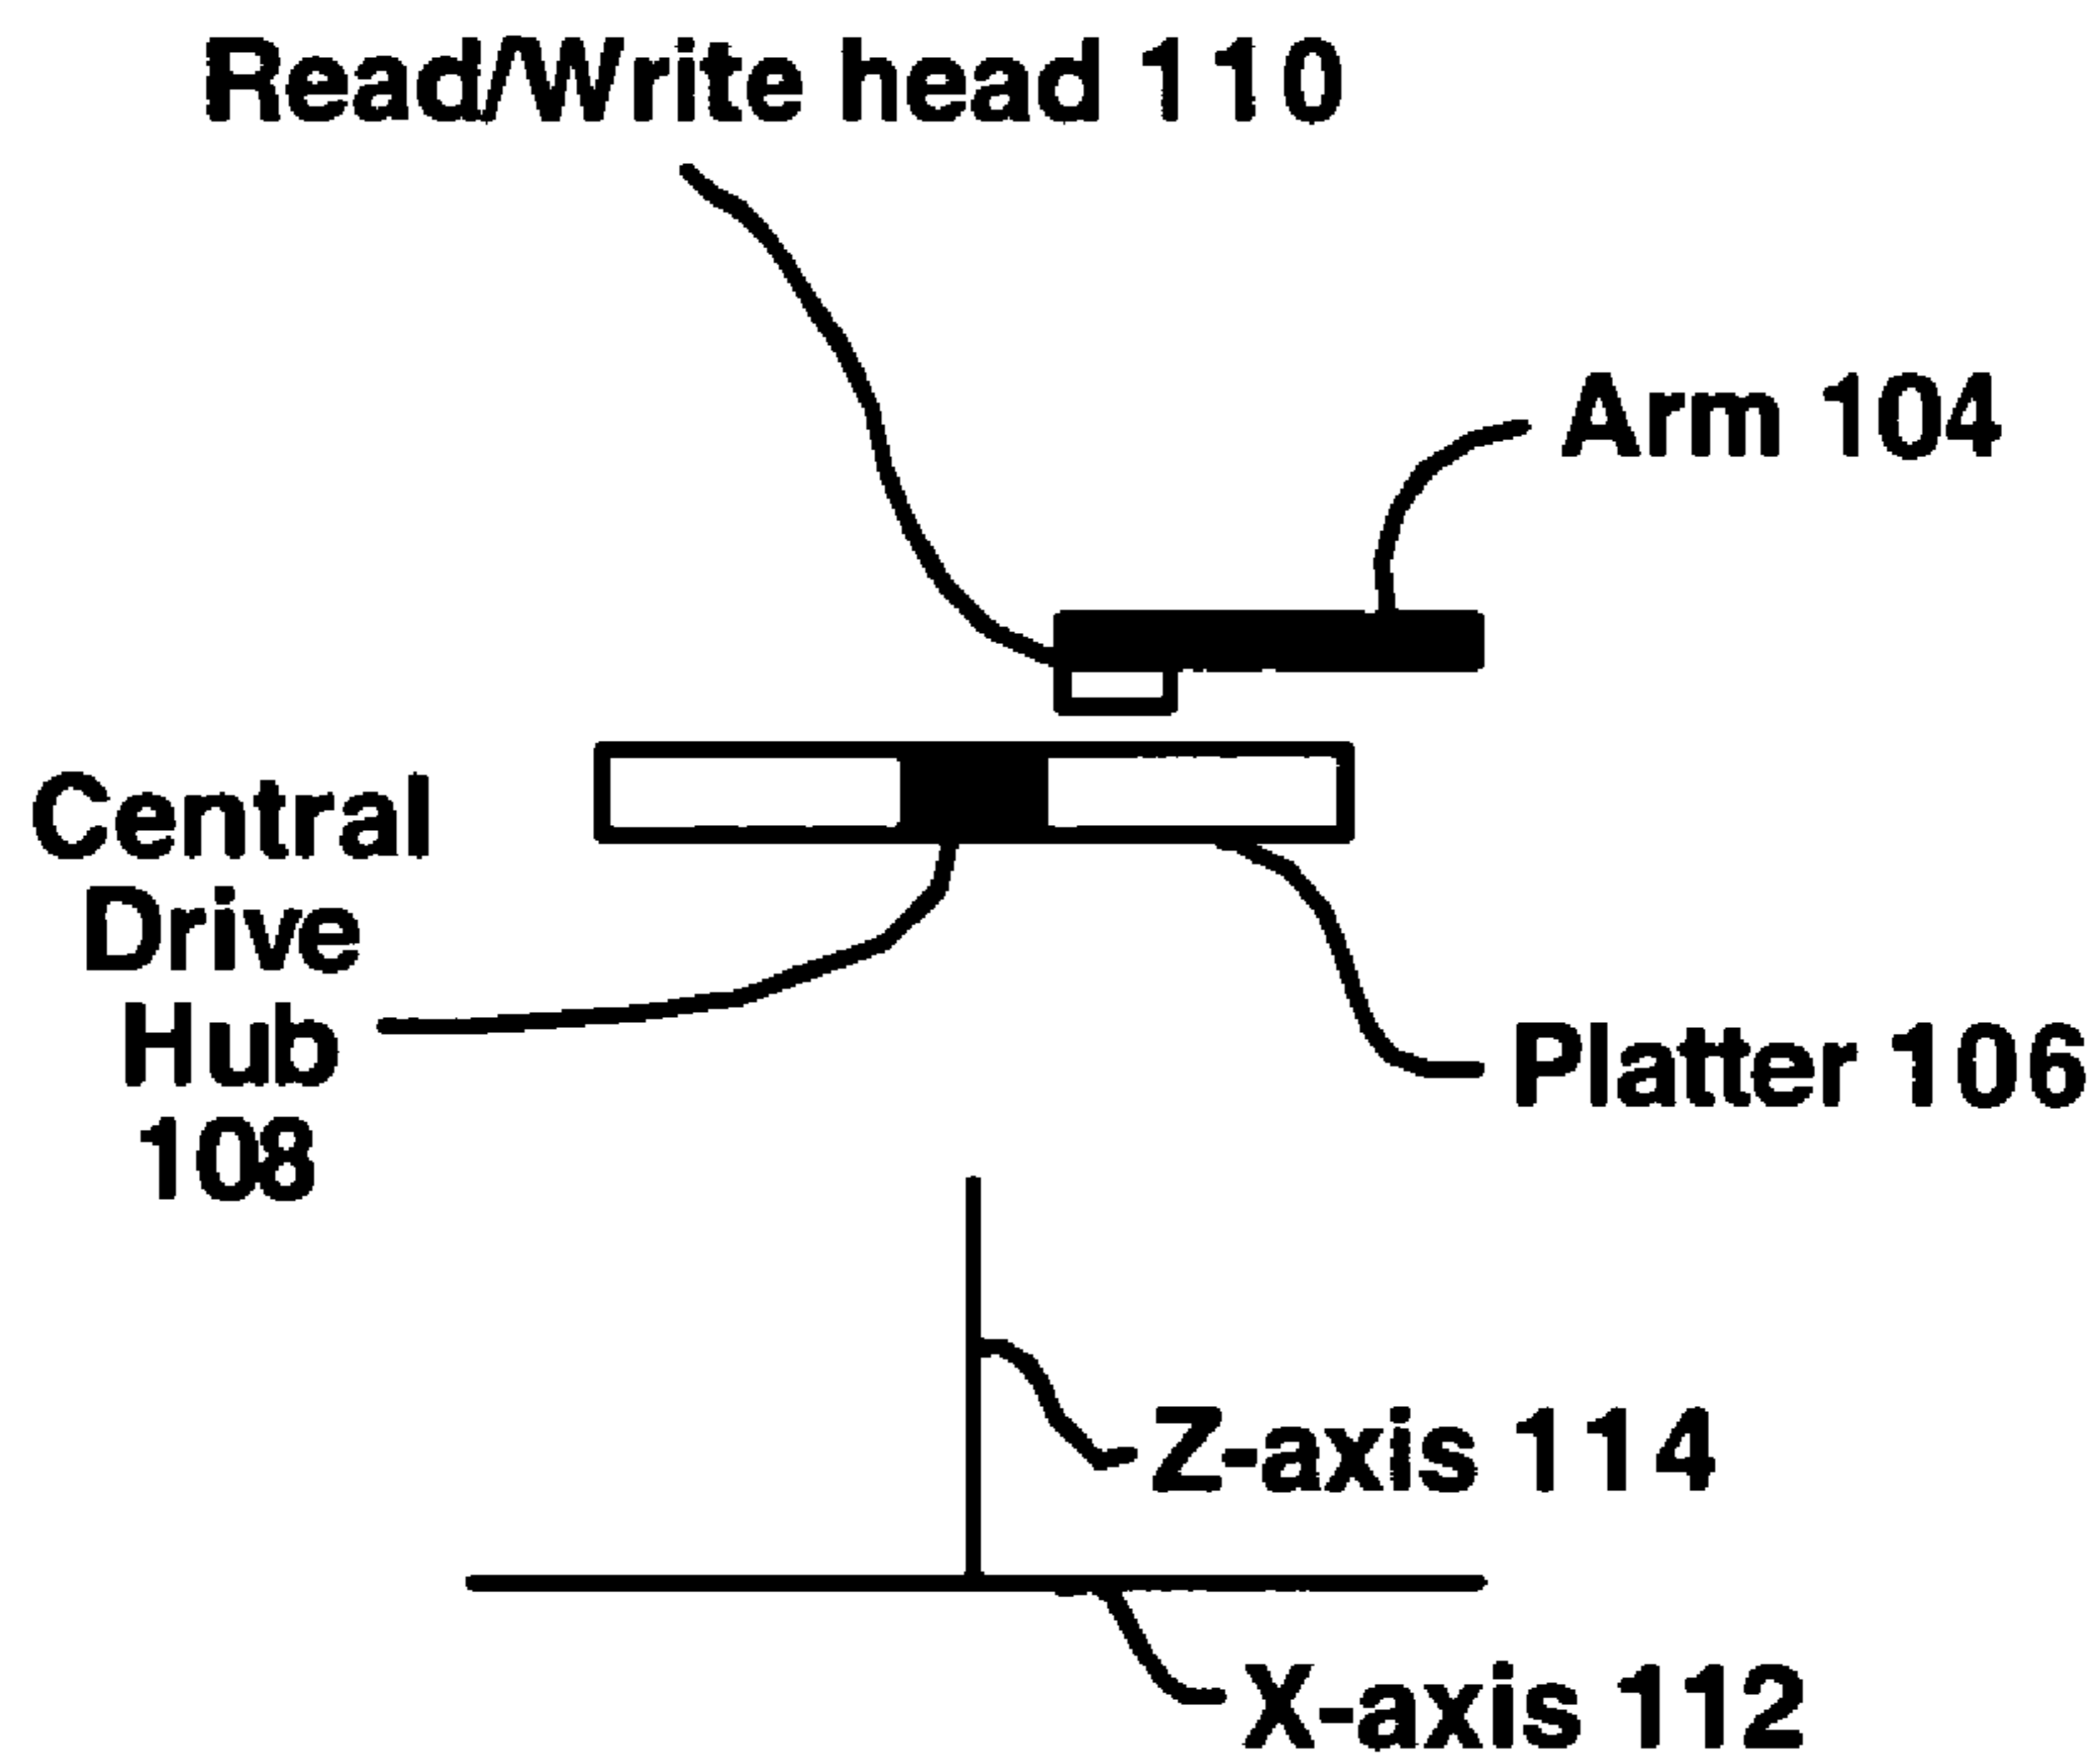 Read/Write head 110
Arm 104
Central
Drive
Hub
108
Platter 106
Z-axis 114
X-axis 112